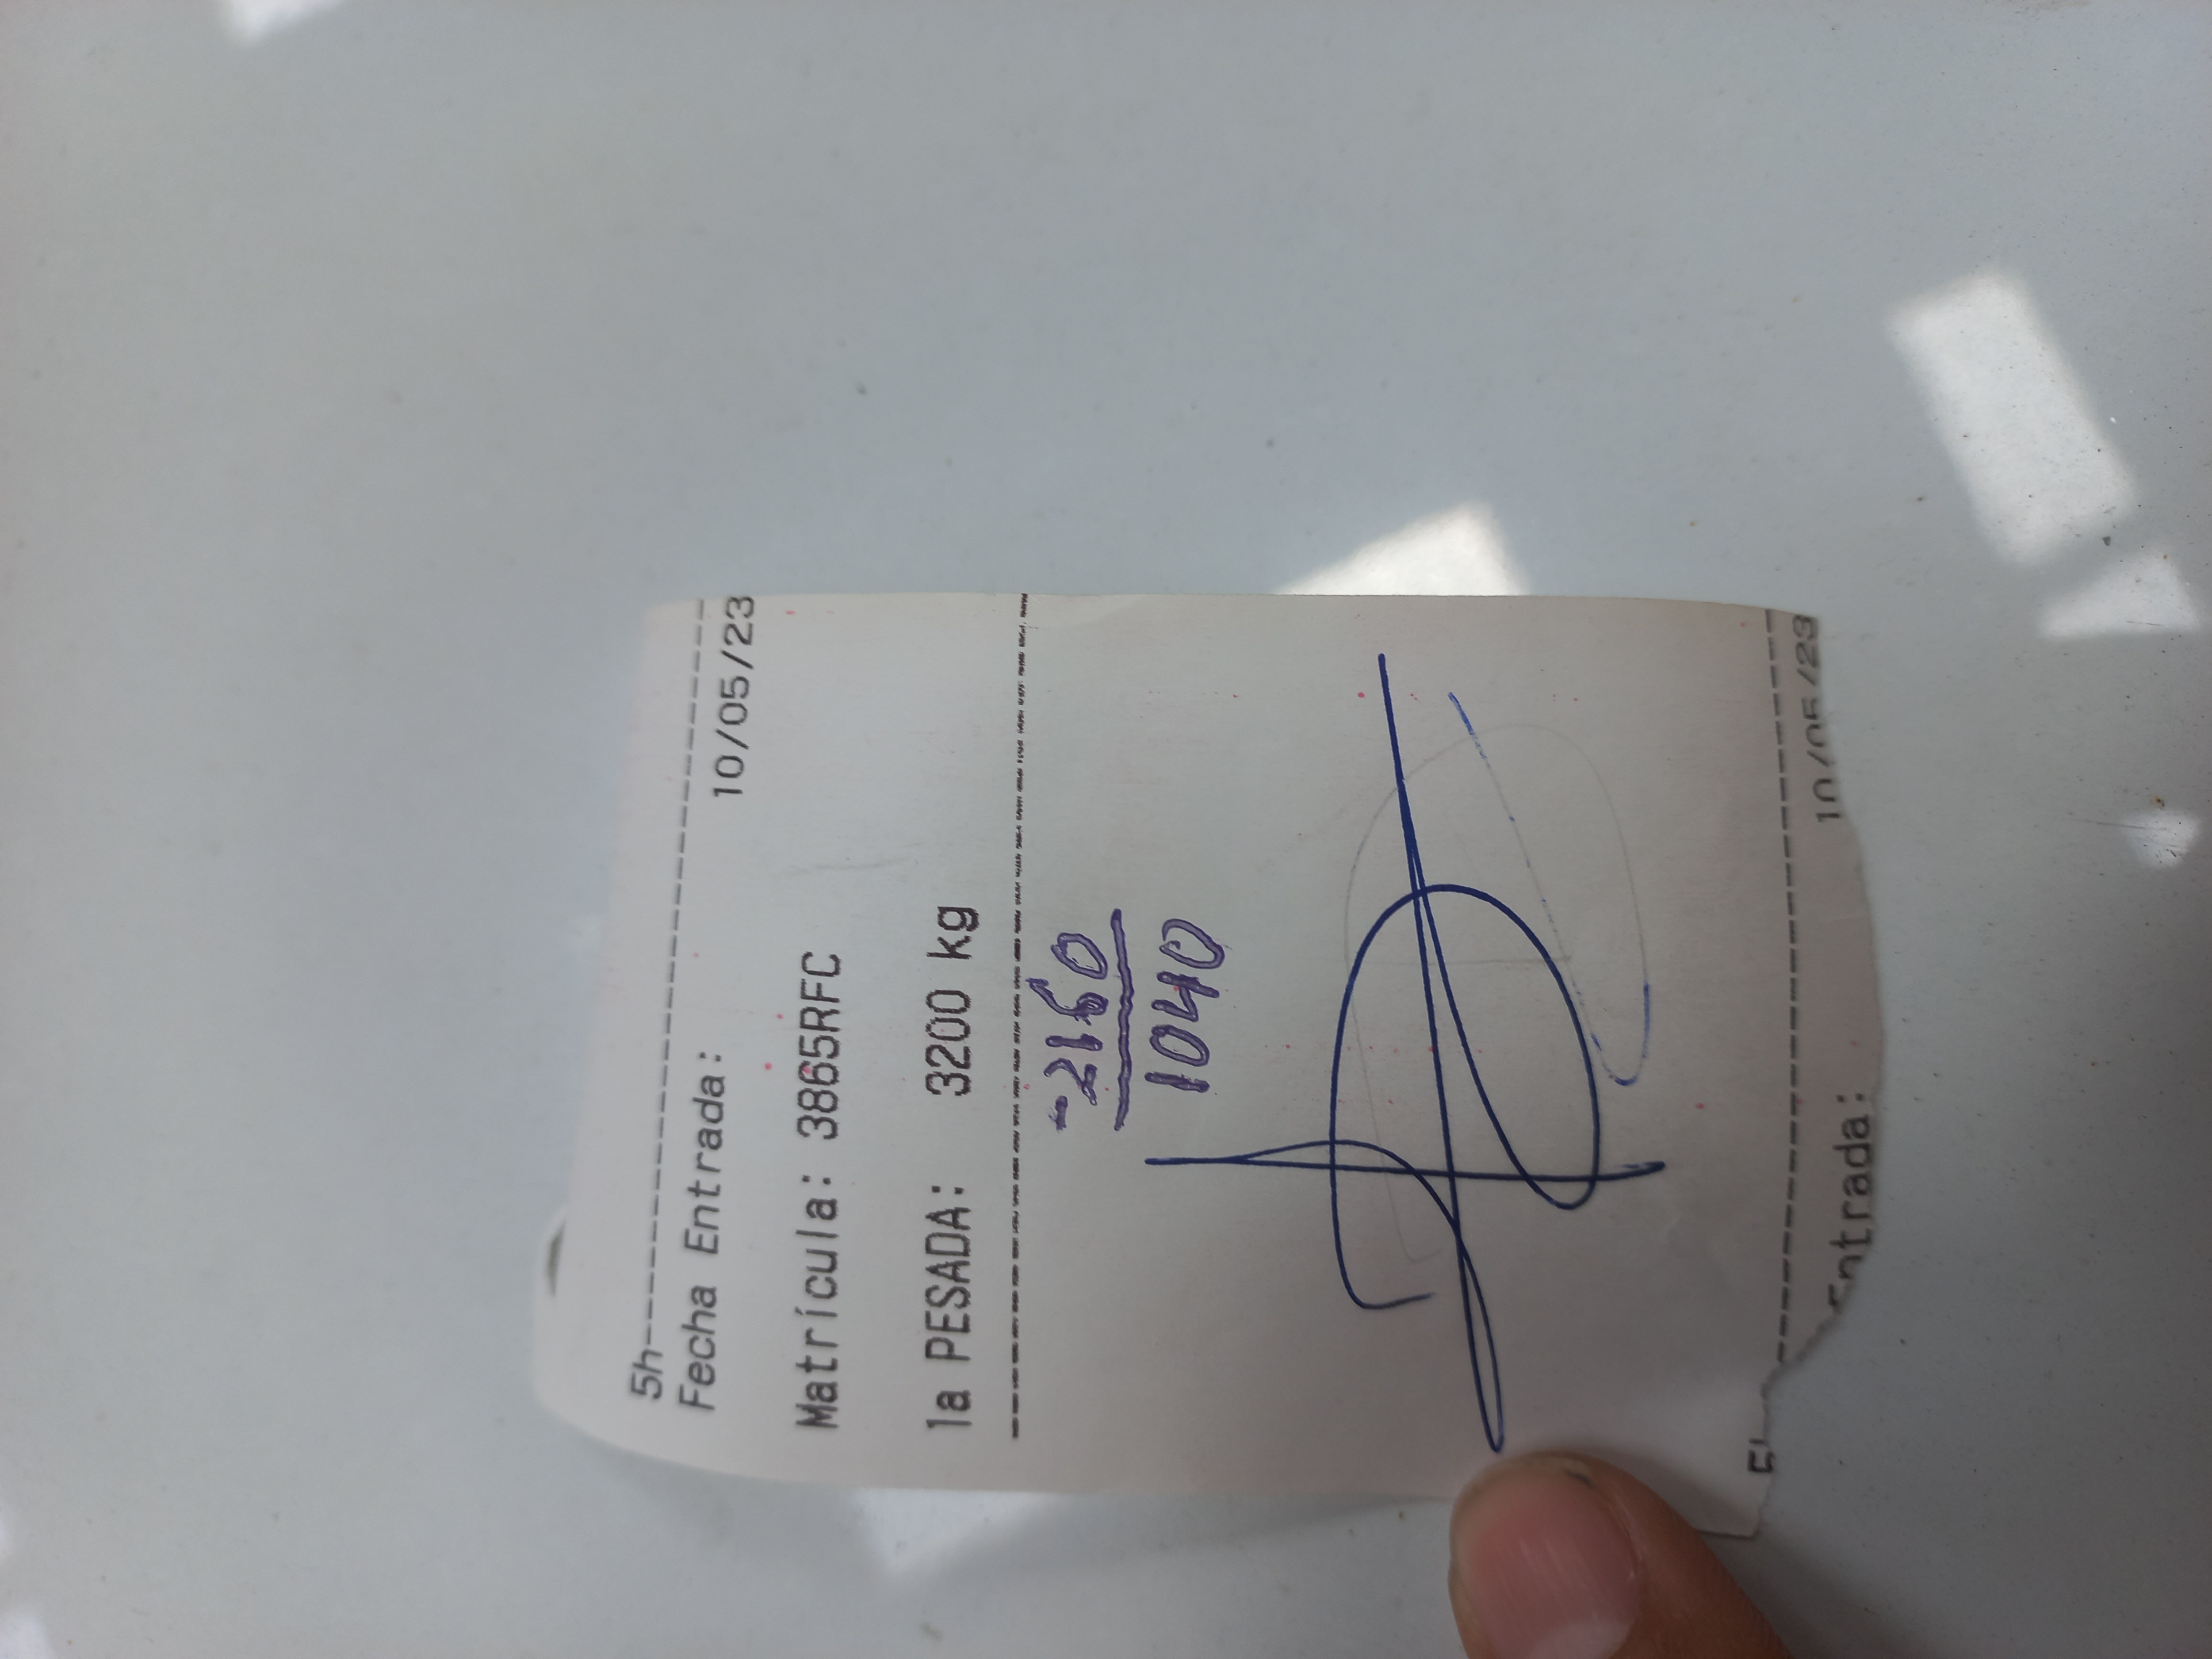 5h
Fecha Entrada:
10/05/23
Matrícula: 3865RFC
1a PESADA: 3200 kg
-2160
1040
Entrada:
10/05/23